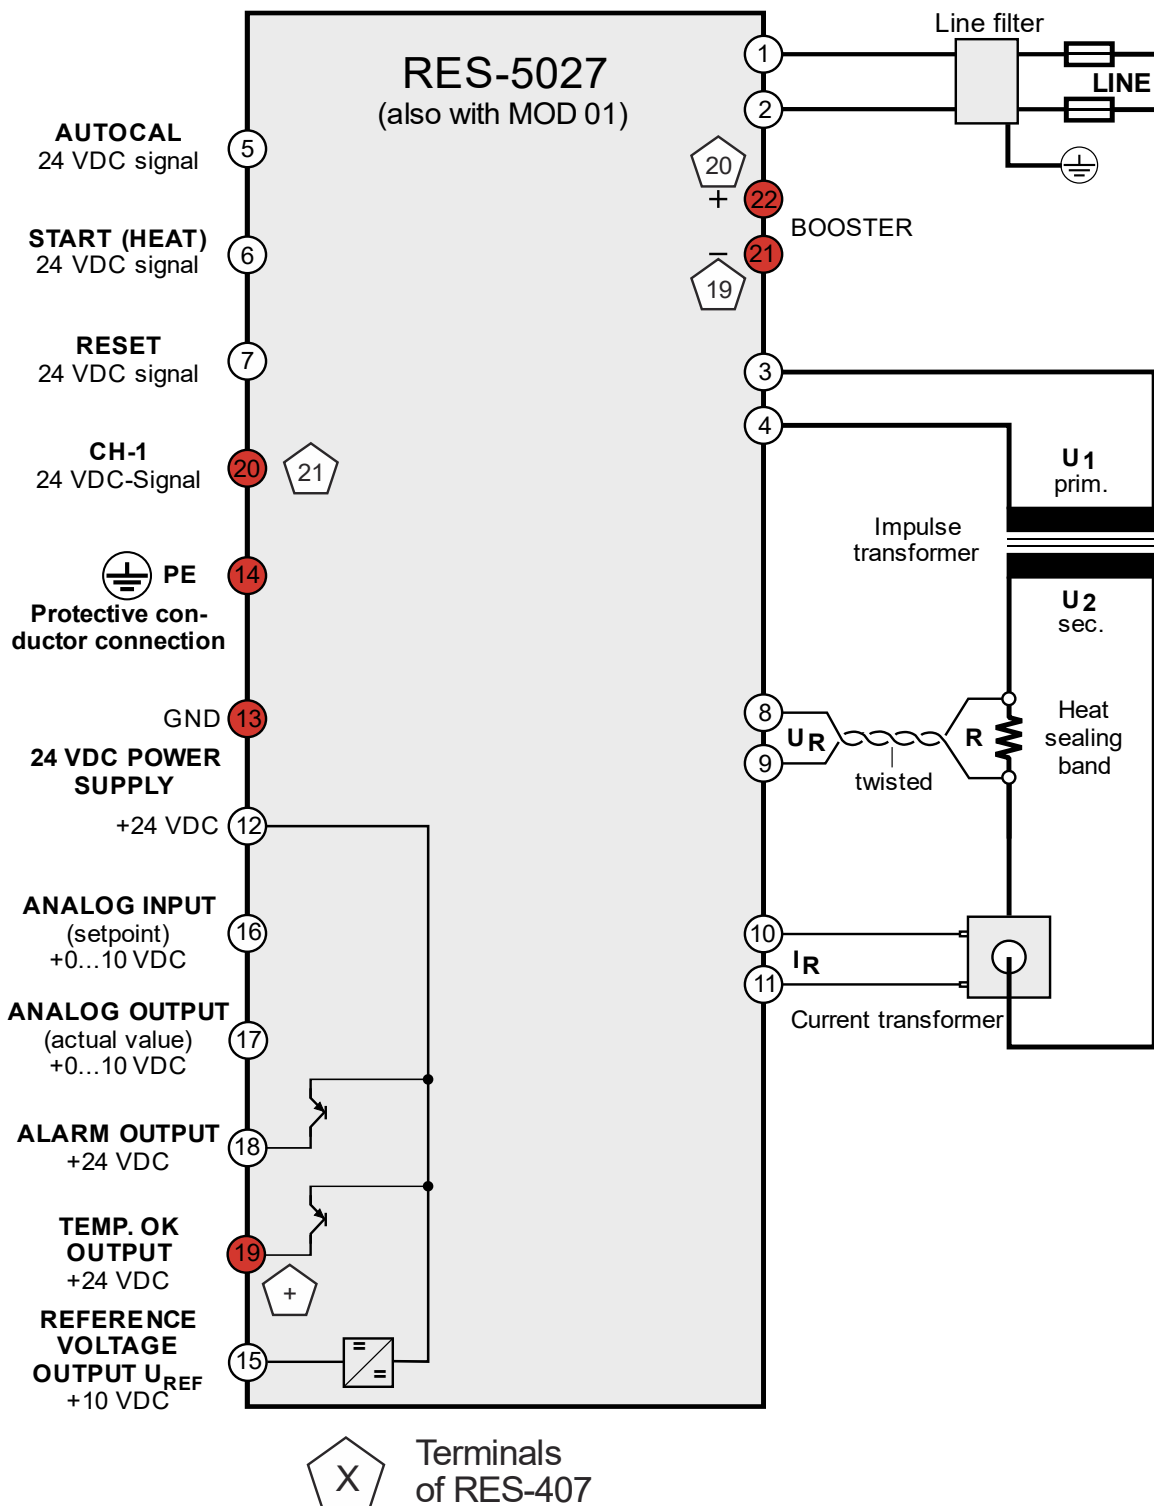 RES-5027
(also with MOD 01)
Line filter
LINE
1
2
20
+
22
BOOSTER
21
–
19
3
4
AUTOCAL
24 VDC signal
5
START (HEAT)
24 VDC signal
6
RESET
24 VDC signal
7
CH-1
24 VDC-Signal
20
21
PE
14
Protective con-
ductor connection
GND
13
24 VDC POWER
SUPPLY
+24 VDC
12
ANALOG INPUT
(setpoint)
+0...10 VDC
16
ANALOG OUTPUT
(actual value)
+0...10 VDC
17
ALARM OUTPUT
+24 VDC
18
TEMP. OK
OUTPUT
+24 VDC
19
+
REFERENCE
VOLTAGE
OUTPUT UREF
+10 VDC
15
=
=
U1
prim.
Impulse
transformer
U2
sec.
8
9
UR
twisted
R
Heat
sealing
band
10
11
IR
Current transformer
X
Terminals
of RES-407